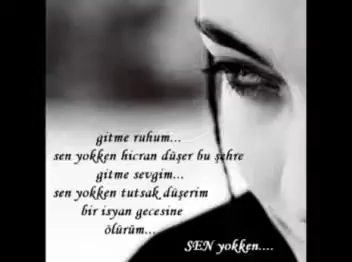 gitme ruhum...
sen yokken hicran düşer bu şehre
gitme sevgim...
sen yokken tutsak düşerim
bir isyan gecesine
ölürüm...
SEN yokken....